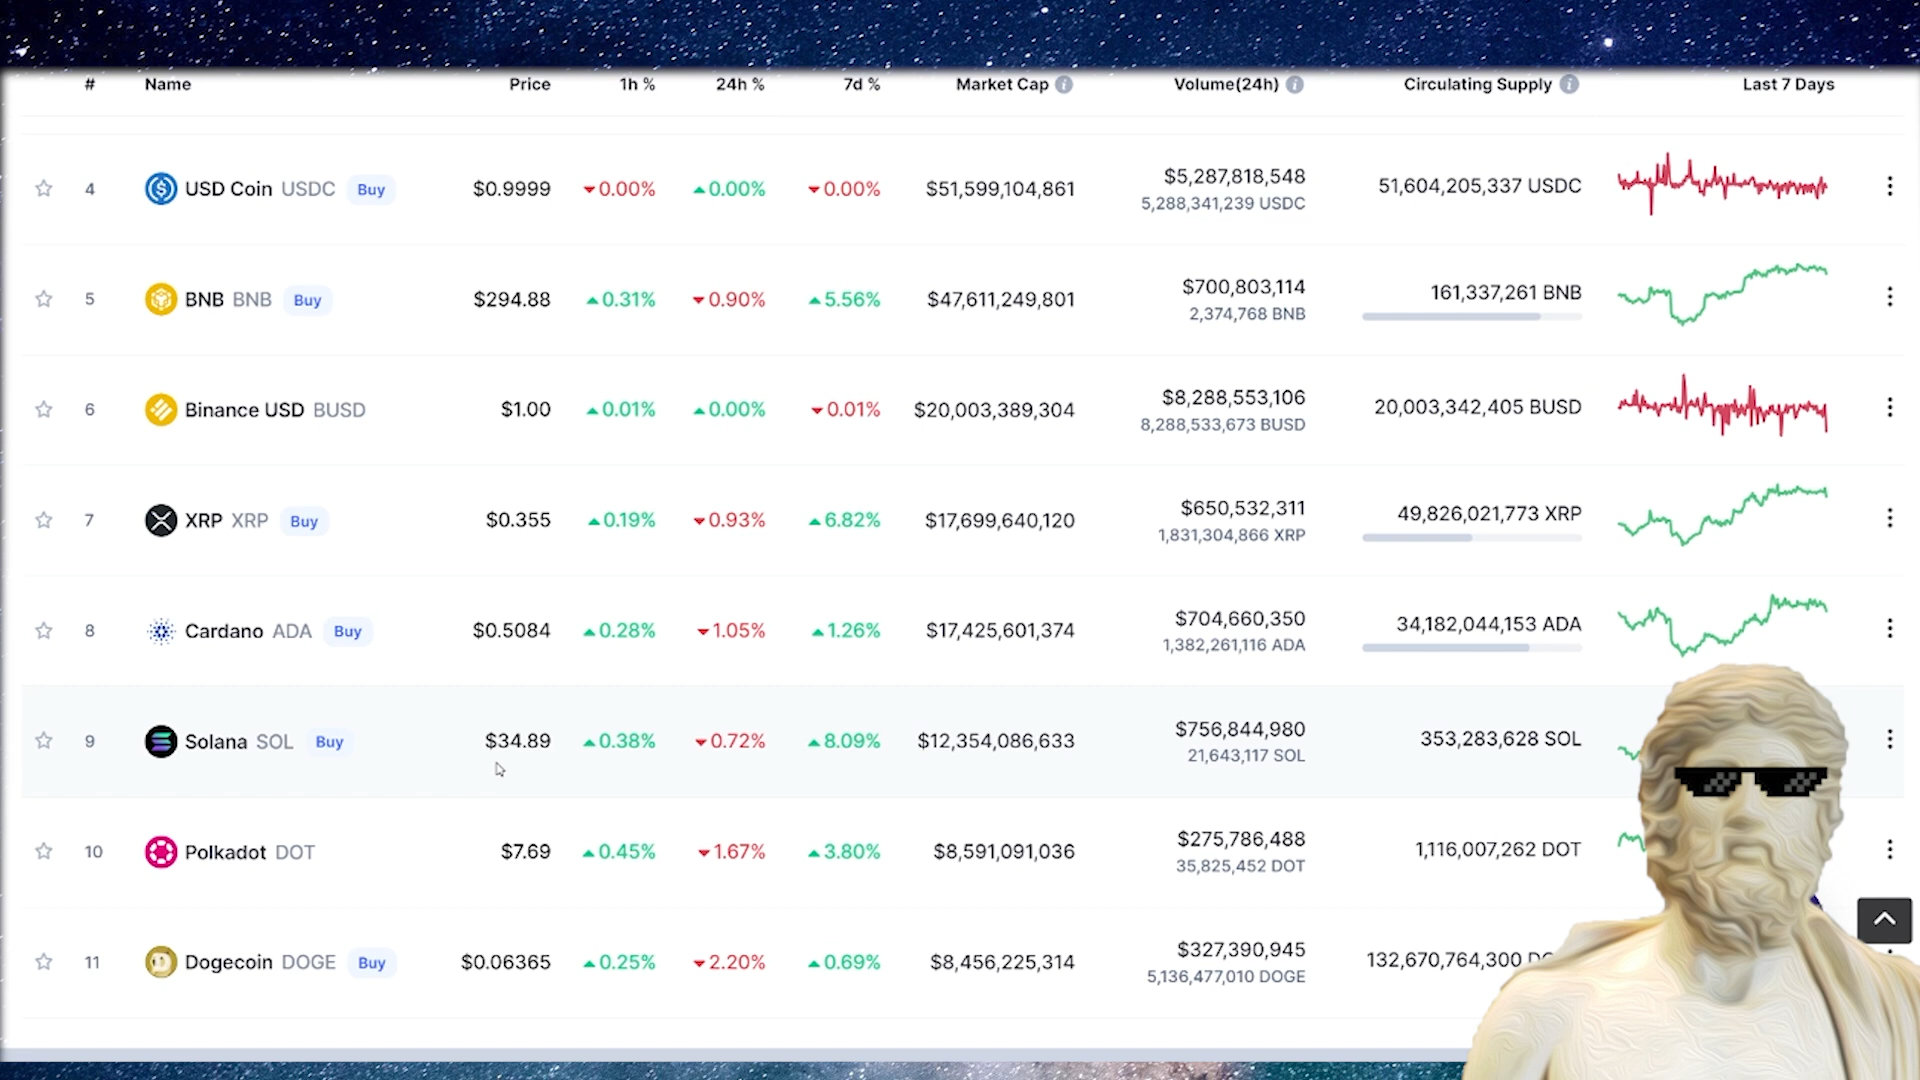 # Name Price 1h % 24h % 7d % Market Cap Volume(24h) Circulating Supply Last 7 Days
4 USD Coin USDC Buy $0.9999 0.00% 0.00% 0.00% $51,599,104,861 $5,287,818,548 51,604,205,337 USDC
5,288,341,239 USDC
5 BNB BNB Buy $294.88 0.31% 0.90% 5.56% $47,611,249,801 $700,803,114 161,337,261 BNB
2,374,768 BNB
6 Binance USD BUSD $1.00 0.01% 0.00% 0.01% $20,003,389,304 $8,288,553,106 20,003,342,405 BUSD
8,288,533,673 BUSD
7 XRP XRP Buy $0.355 0.19% 0.93% 6.82% $17,699,640,120 $650,532,311 49,826,021,773 XRP
1,831,304,866 XRP
8 Cardano ADA Buy $0.5084 0.28% 1.05% 1.26% $17,425,601,374 $704,660,350 34,182,044,153 ADA
1,382,261,116 ADA
9 Solana SOL Buy $34.89 0.38% 0.72% 8.09% $12,354,086,633 $756,844,980 353,283,628 SOL
21,643,117 SOL
10 Polkadot DOT $7.69 0.45% 1.67% 3.80% $8,591,091,036 $275,786,488 1,116,007,262 DOT
35,825,452 DOT
11 Dogecoin DOGE Buy $0.06365 0.25% 2.20% 0.69% $8,456,225,314 $327,390,945 132,670,764,300
5,136,477,010 DOGE